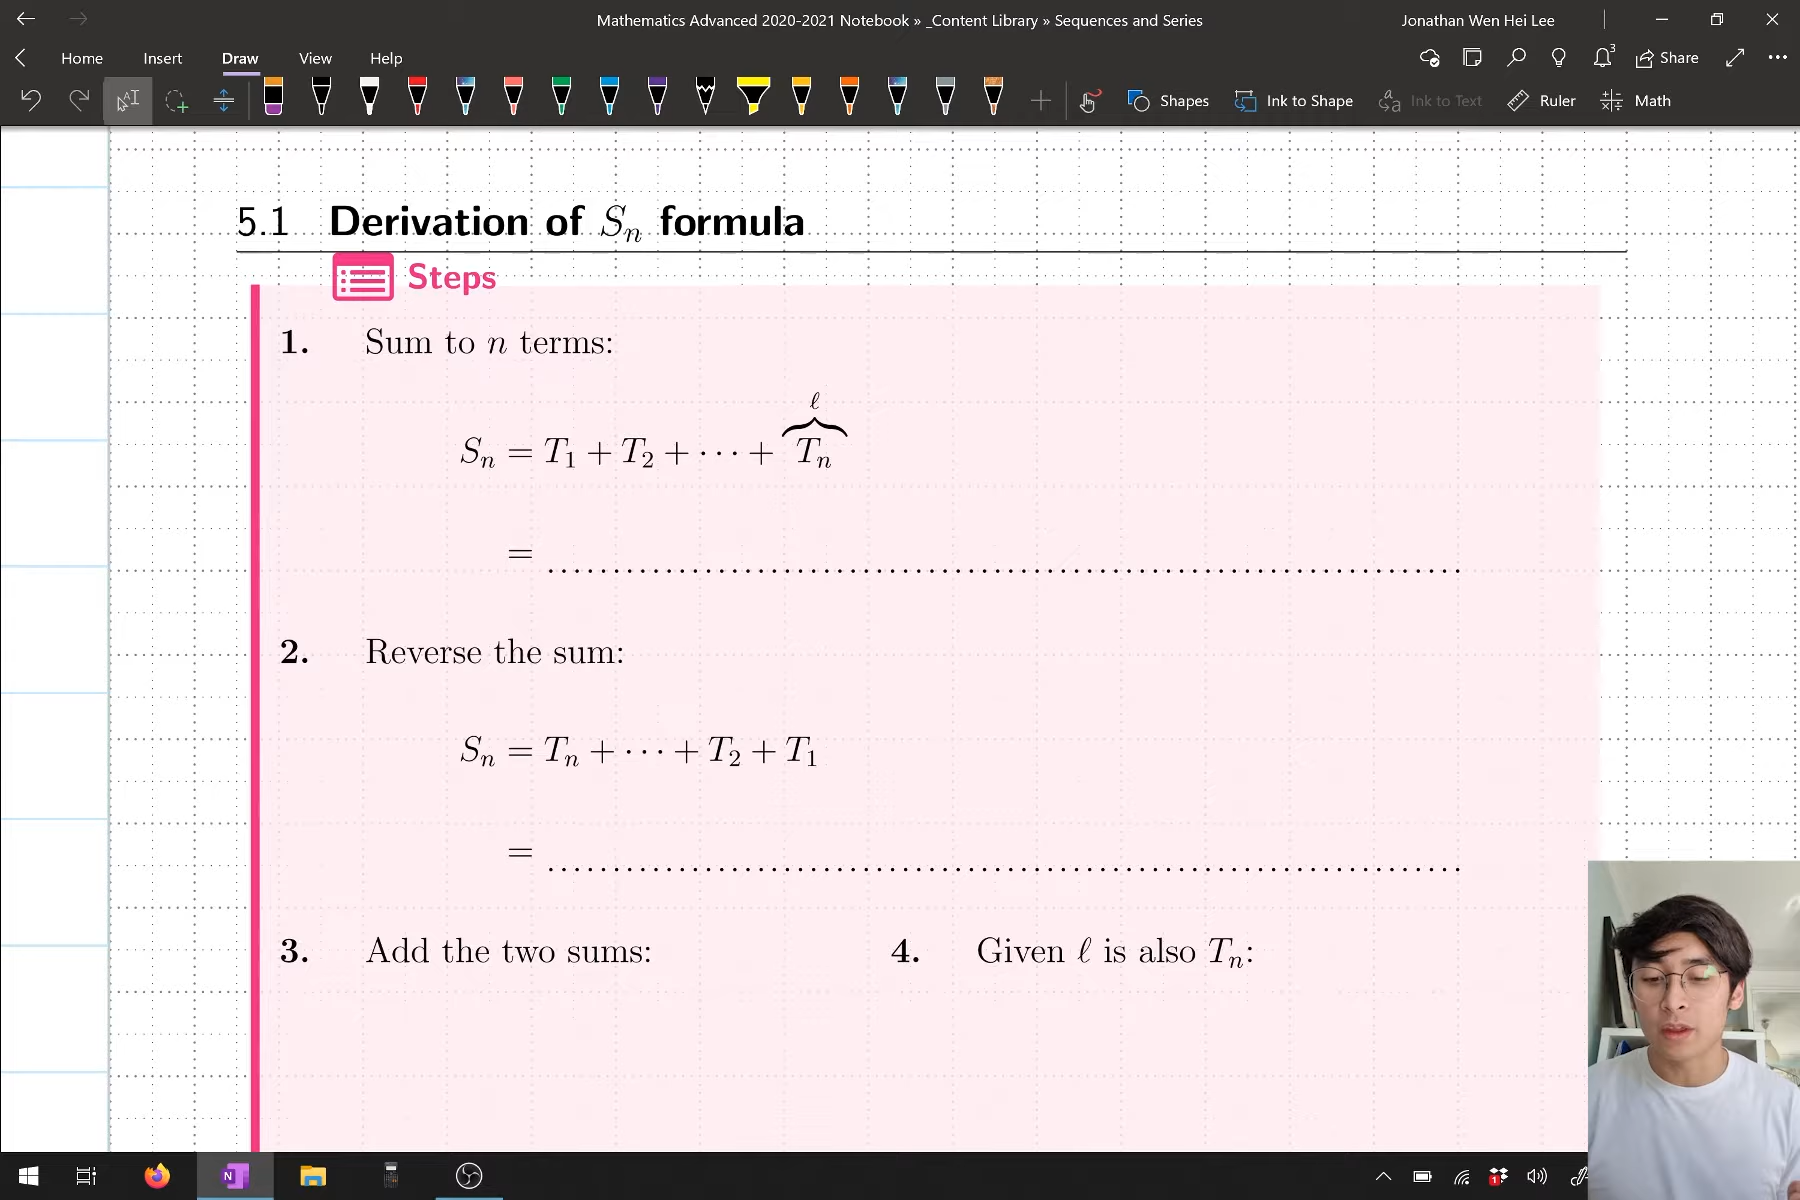 Mathematics Advanced 2020-2021 Notebook » _Content Library » Sequences and Series
Jonathan Wen Hei Lee
Home Insert Draw View Help
3 Share
Shapes Ink to Shape Ink to Text Ruler Math
5.1 Derivation of Sₙ formula
Steps
1. Sum to n terms:
ℓ
Sₙ = T₁ + T₂ + ··· + Tₙ
= ......................................................................
2. Reverse the sum:
Sₙ = Tₙ + ··· + T₂ + T₁
= ......................................................................
3. Add the two sums:
4. Given ℓ is also Tₙ:
N
1